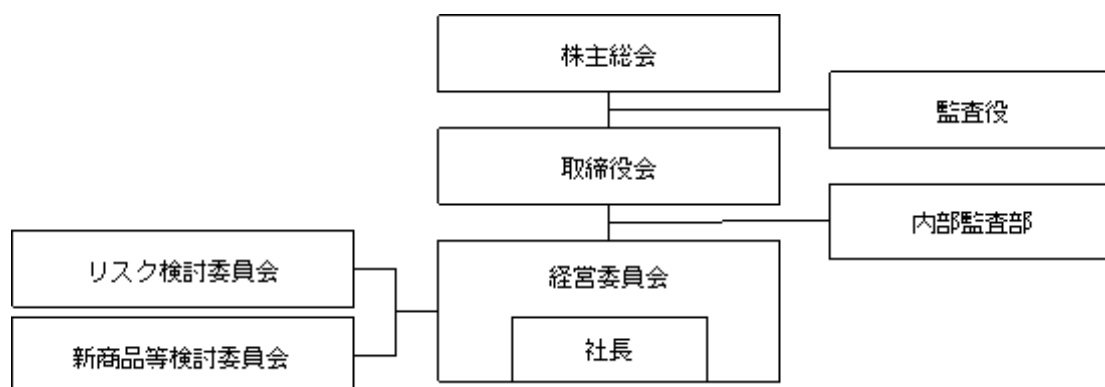 株主総会
監査役
取締役会
内部監査部
リスク検討委員会
経営委員会
新商品等検討委員会
社長